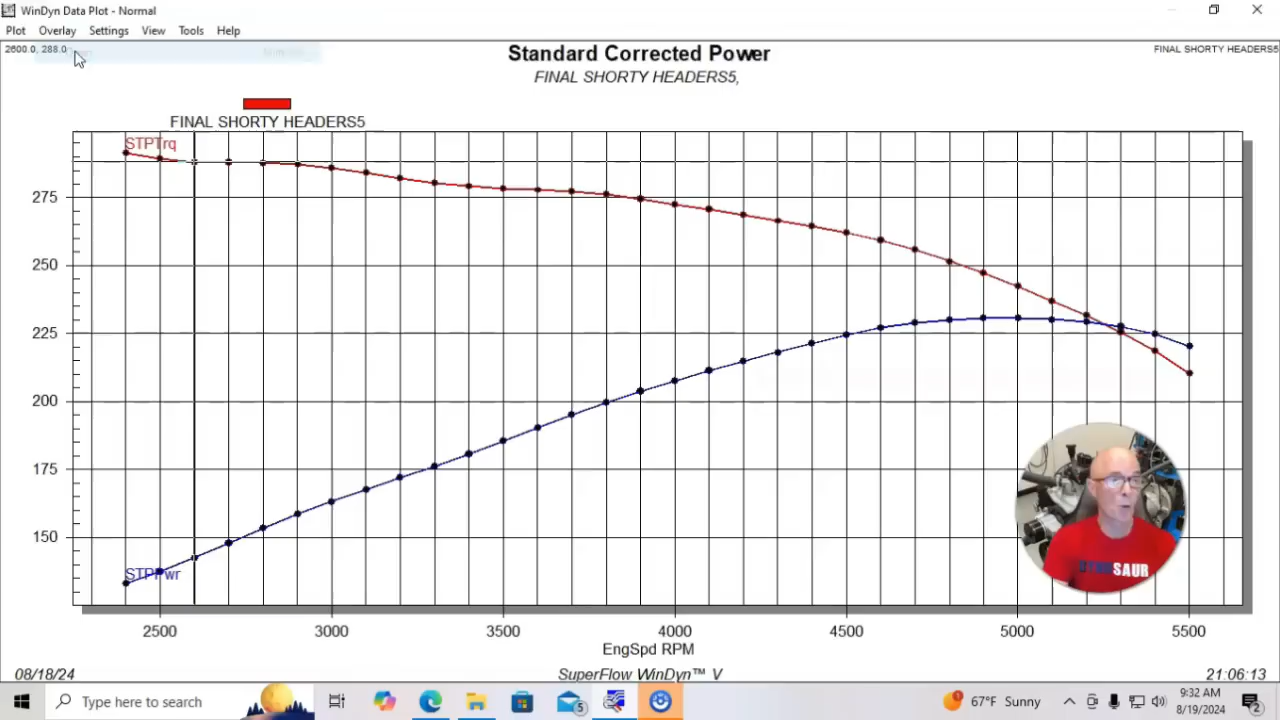 WinDyn Data Plot - Normal
Plot Overlay Settings View Tools Help
2600.0, 288.0
Standard Corrected Power
FINAL SHORTY HEADERS5
FINAL SHORTY HEADERS5,
FINAL SHORTY HEADERS5
STPTrq
275
250
225
200
175
150
STPPwr
2500 3000 3500 4000 4500 5000 5500
EngSpd RPM
08/18/24 SuperFlow WinDyn™ V 21:06:13
Type here to search
5
67°F Sunny
9:32 AM
8/19/2024
2